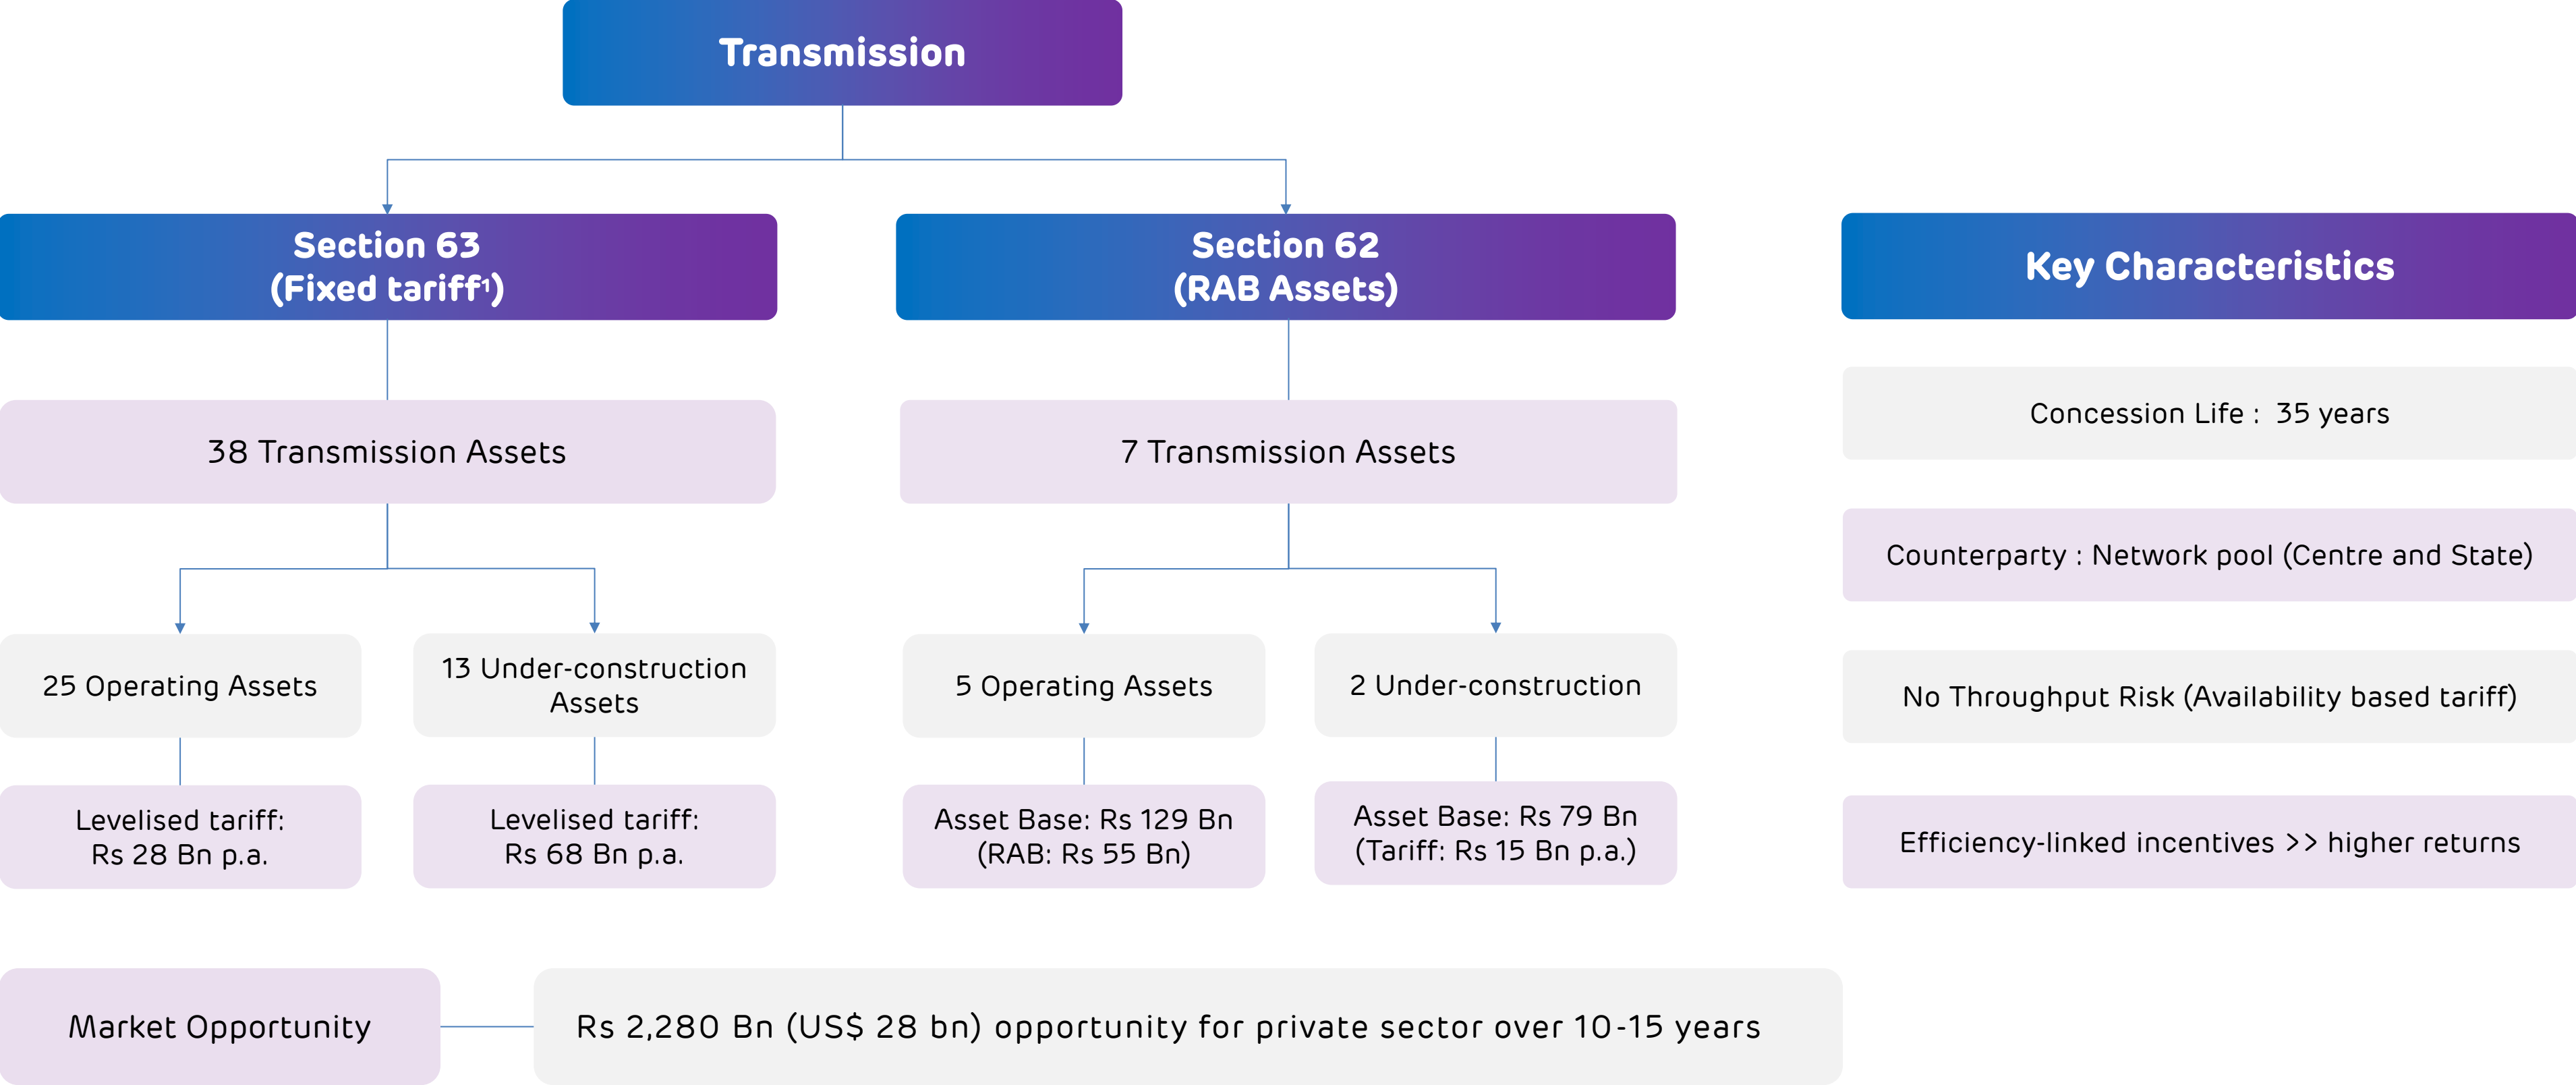 Transmission
Section 63
(Fixed tariff¹)
Section 62
(RAB Assets)
Key Characteristics
38 Transmission Assets
7 Transmission Assets
Concession Life : 35 years
Counterparty : Network pool (Centre and State)
25 Operating Assets
13 Under-construction
Assets
5 Operating Assets
2 Under-construction
No Throughput Risk (Availability based tariff)
Levelised tariff:
Rs 28 Bn p.a.
Levelised tariff:
Rs 68 Bn p.a.
Asset Base: Rs 129 Bn
(RAB: Rs 55 Bn)
Asset Base: Rs 79 Bn
(Tariff: Rs 15 Bn p.a.)
Efficiency-linked incentives >> higher returns
Market Opportunity
Rs 2,280 Bn (US$ 28 bn) opportunity for private sector over 10-15 years